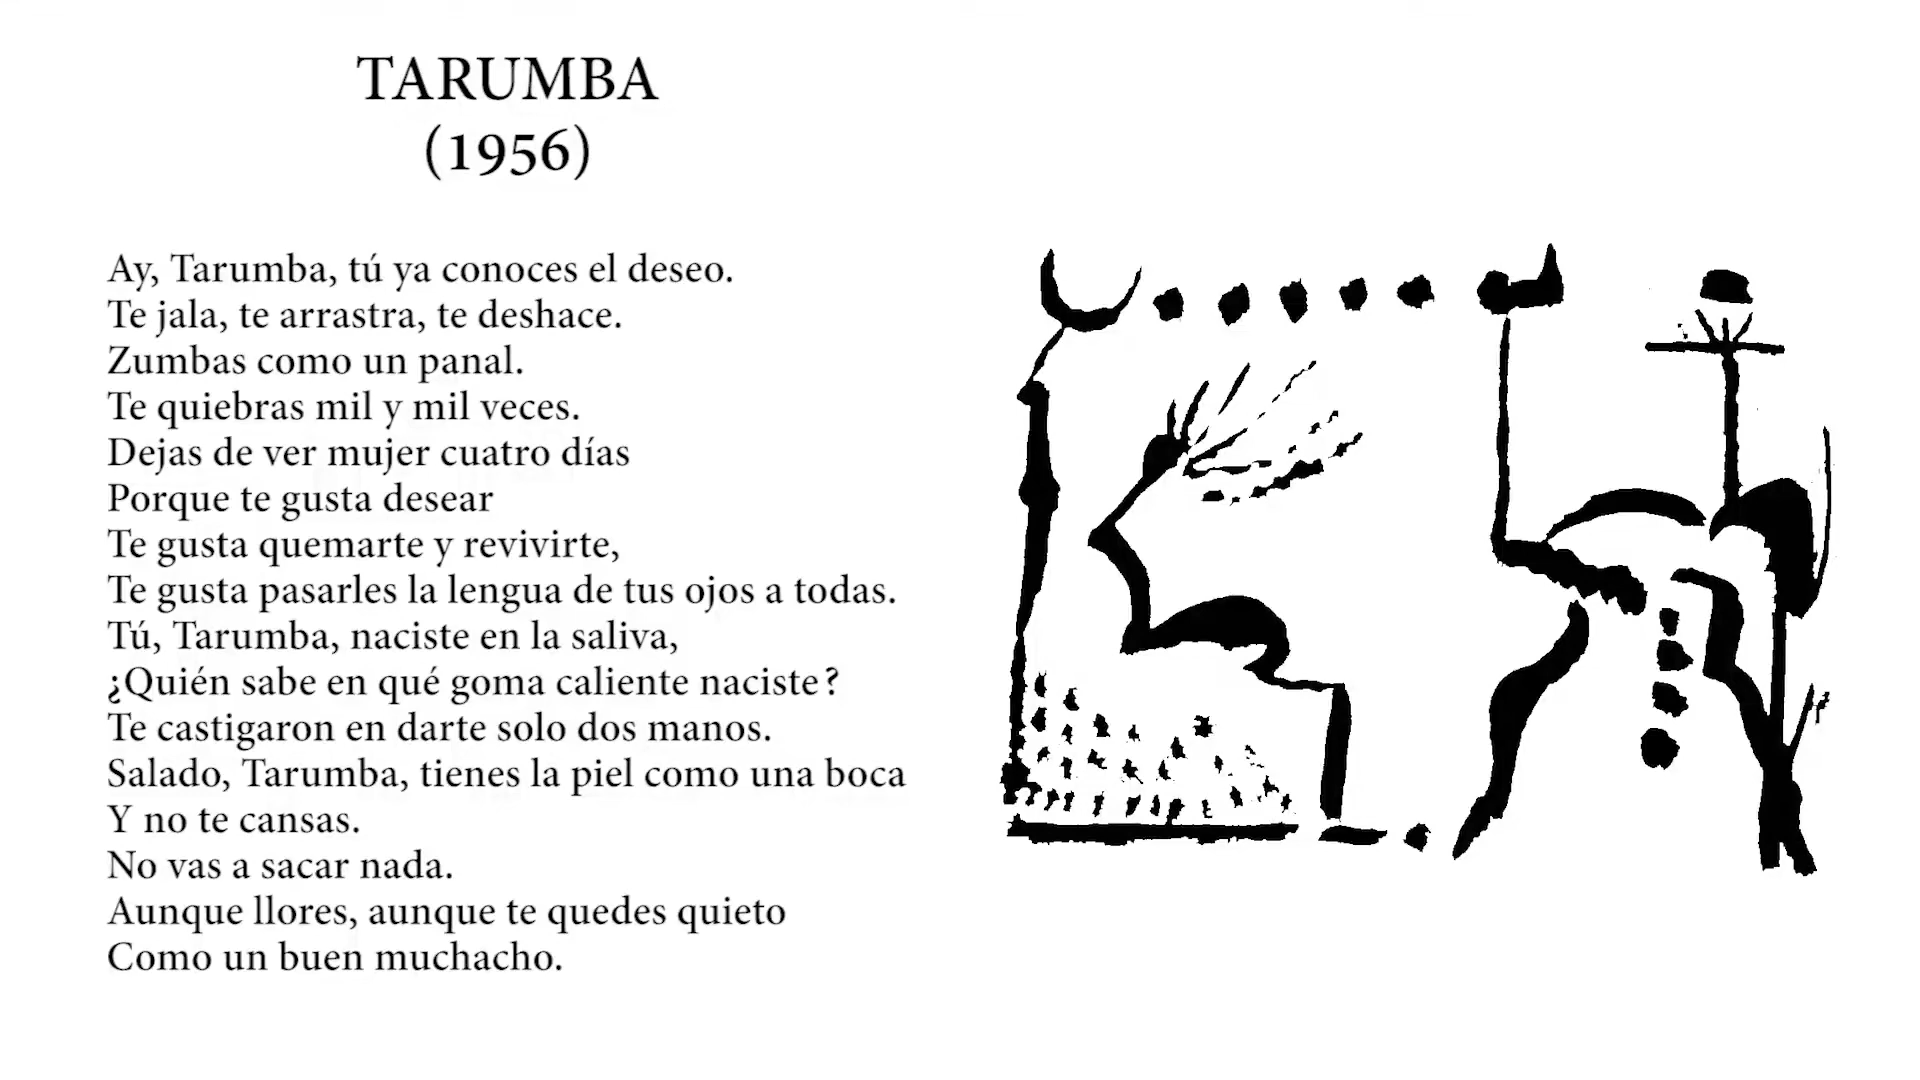 TARUMBA
(1956)
Ay, Tarumba, tú ya conoces el deseo.
Te jala, te arrastra, te deshace.
Zumbas como un panal.
Te quiebras mil y mil veces.
Dejas de ver mujer cuatro días
Porque te gusta desear
Te gusta quemarte y revivirte,
Te gusta pasarles la lengua de tus ojos a todas.
Tú, Tarumba, naciste en la saliva,
¿Quién sabe en qué goma caliente naciste?
Te castigaron en darte solo dos manos.
Salado, Tarumba, tienes la piel como una boca
Y no te cansas.
No vas a sacar nada.
Aunque llores, aunque te quedes quieto
Como un buen muchacho.